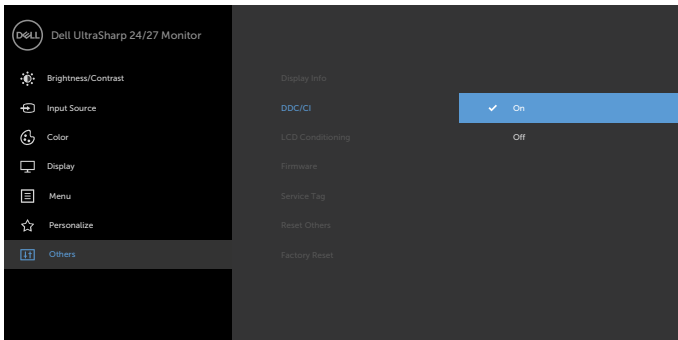 DELL
Dell UltraSharp 24/27 Monitor
Brightness/Contrast
Input Source
Color
Display
Menu
Personalize
Others
Display Info
DDC/CI
LCD Conditioning
Firmware
Service Tag
Reset Others
Factory Reset
On
Off